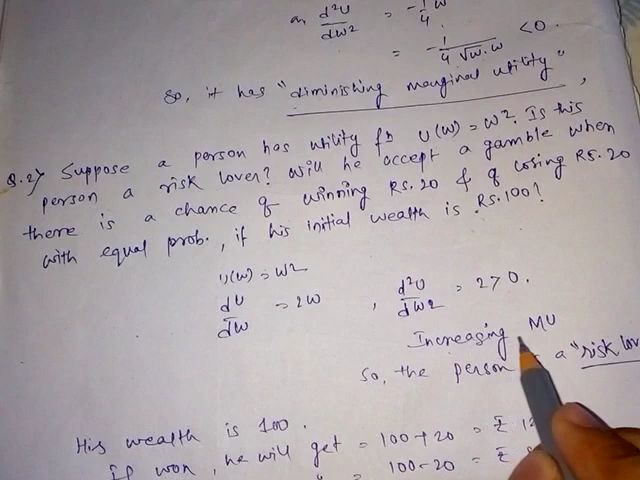 d²U/dw2 = -1/4 w
= - 1/4 √w.w < 0.
So, it has "diminishing marginal utility",
Q.2) Suppose a person has utility fn U(W) = W². Is this
person a risk lover? Will he accept a gamble when
there is a chance of winning Rs.20 & of losing Rs.20
with equal prob., if his initial wealth is Rs.100?
U(W) = W²
dU/dW = 2W , d²U/dW2 = 2 > 0.
Increasing MU
So, the person a "risk lov
His wealth is 100.
If won, he will get = 100+20 = ₹
= 100-20 = ₹